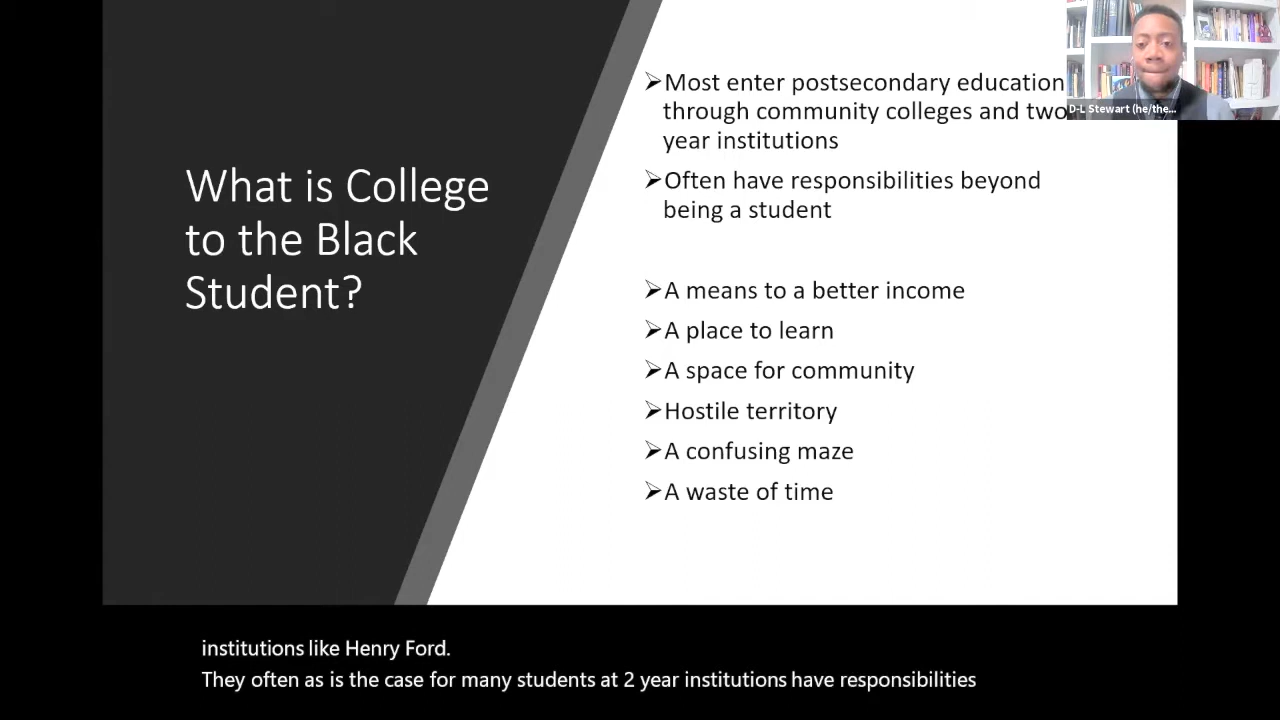 What is College
to the Black
Student?
➢Most enter postsecondary education
through community colleges and two
year institutions
➢Often have responsibilities beyond
being a student
➢A means to a better income
➢A place to learn
➢A space for community
➢Hostile territory
➢A confusing maze
➢A waste of time
D-L Stewart (he/the...
institutions like Henry Ford.
They often as is the case for many students at 2 year institutions have responsibilities